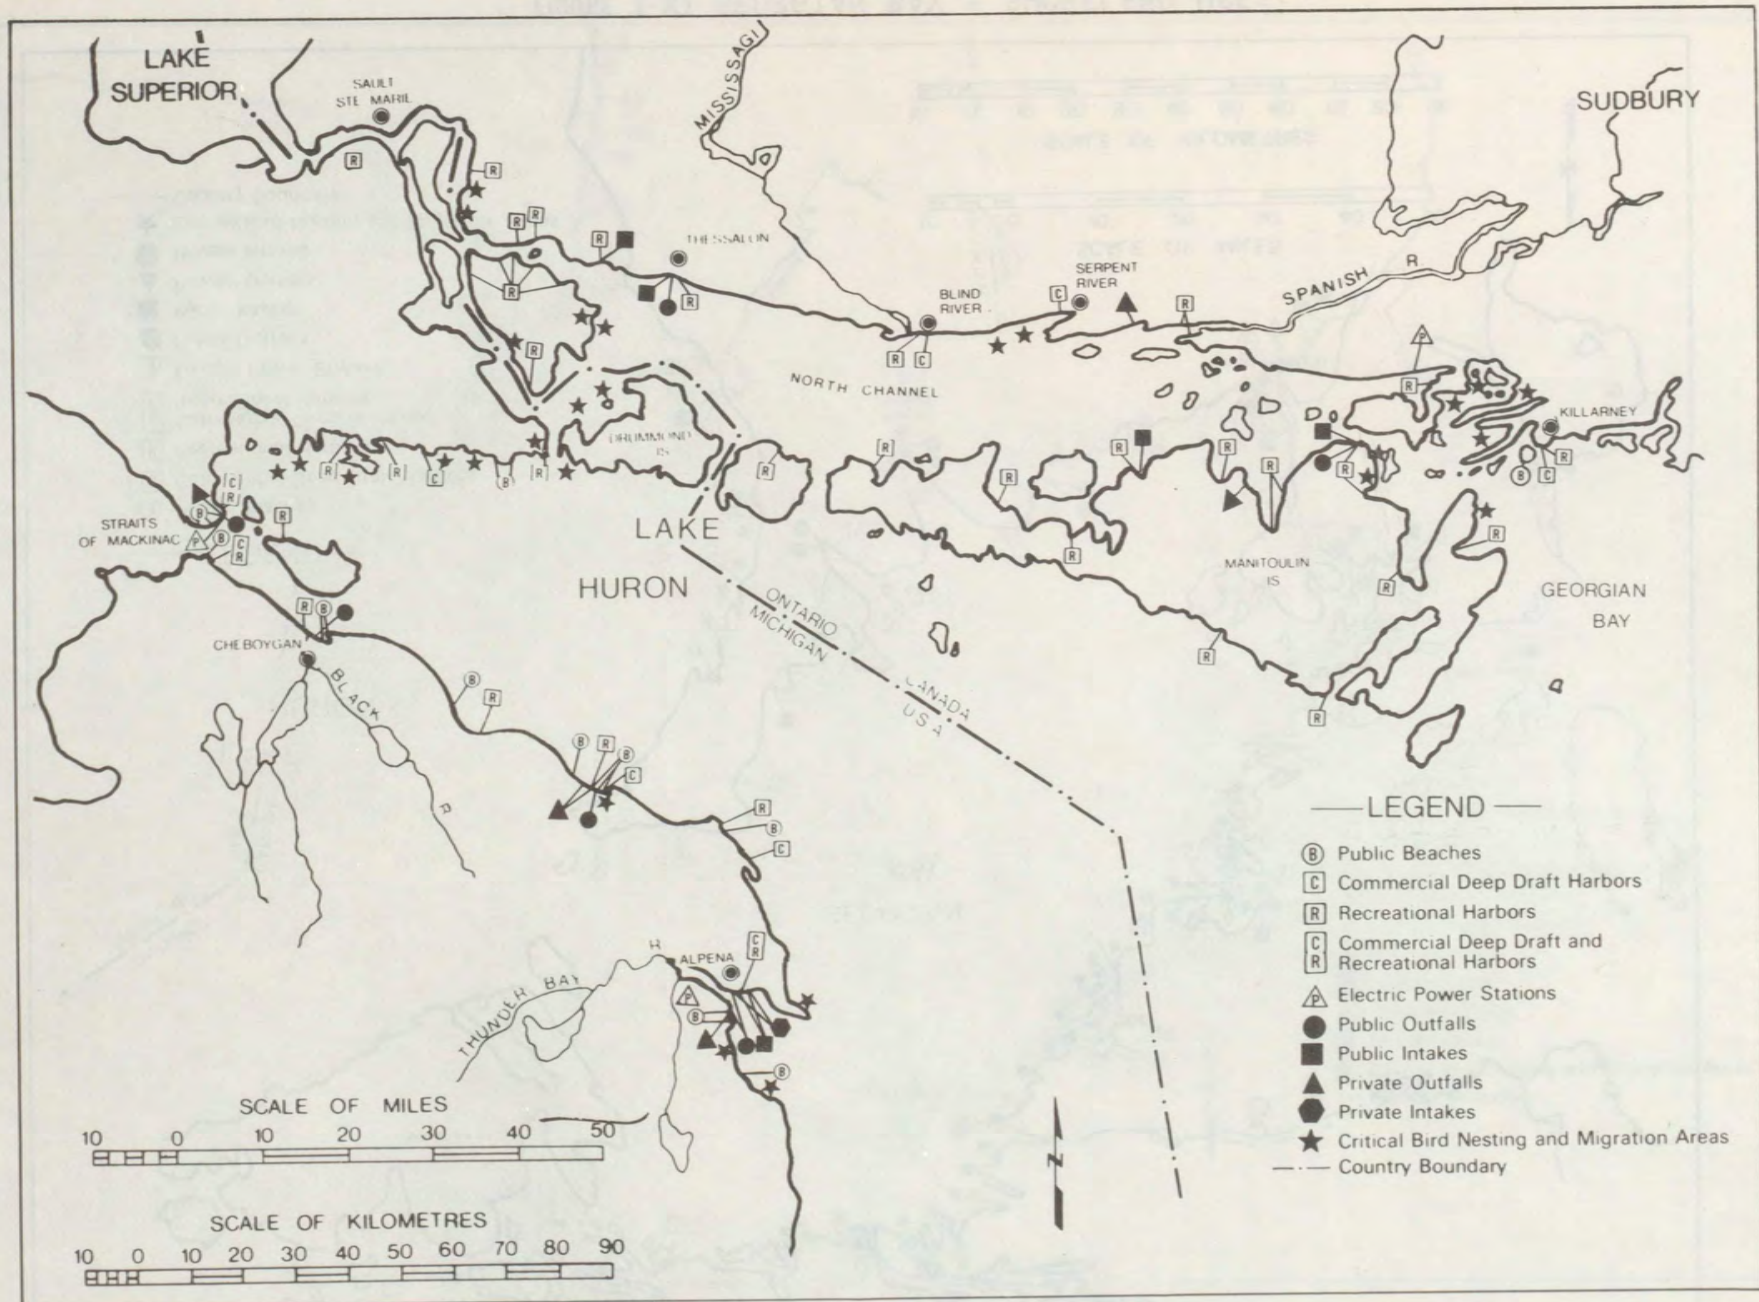 LAKE
SUPERIOR
SAULT
STE MARIE
MISSISSAGI
SUDBURY
THESSALON
BLIND
RIVER
SERPENT
RIVER
SPANISH R.
NORTH CHANNEL
KILLARNEY
DRUMMOND
IS
STRAITS
OF MACKINAC
LAKE
HURON
MANITOULIN
IS
GEORGIAN
BAY
ONTARIO
MICHIGAN
CANADA
U S A
CHEBOYGAN
BLACK R
ALPENA
THUNDER BAY R
LEGEND
B Public Beaches
C Commercial Deep Draft Harbors
R Recreational Harbors
C Commercial Deep Draft and
R Recreational Harbors
P Electric Power Stations
Public Outfalls
Public Intakes
Private Outfalls
Private Intakes
Critical Bird Nesting and Migration Areas
Country Boundary
N
SCALE OF MILES
10 0 10 20 30 40 50
SCALE OF KILOMETRES
10 0 10 20 30 40 50 60 70 80 90